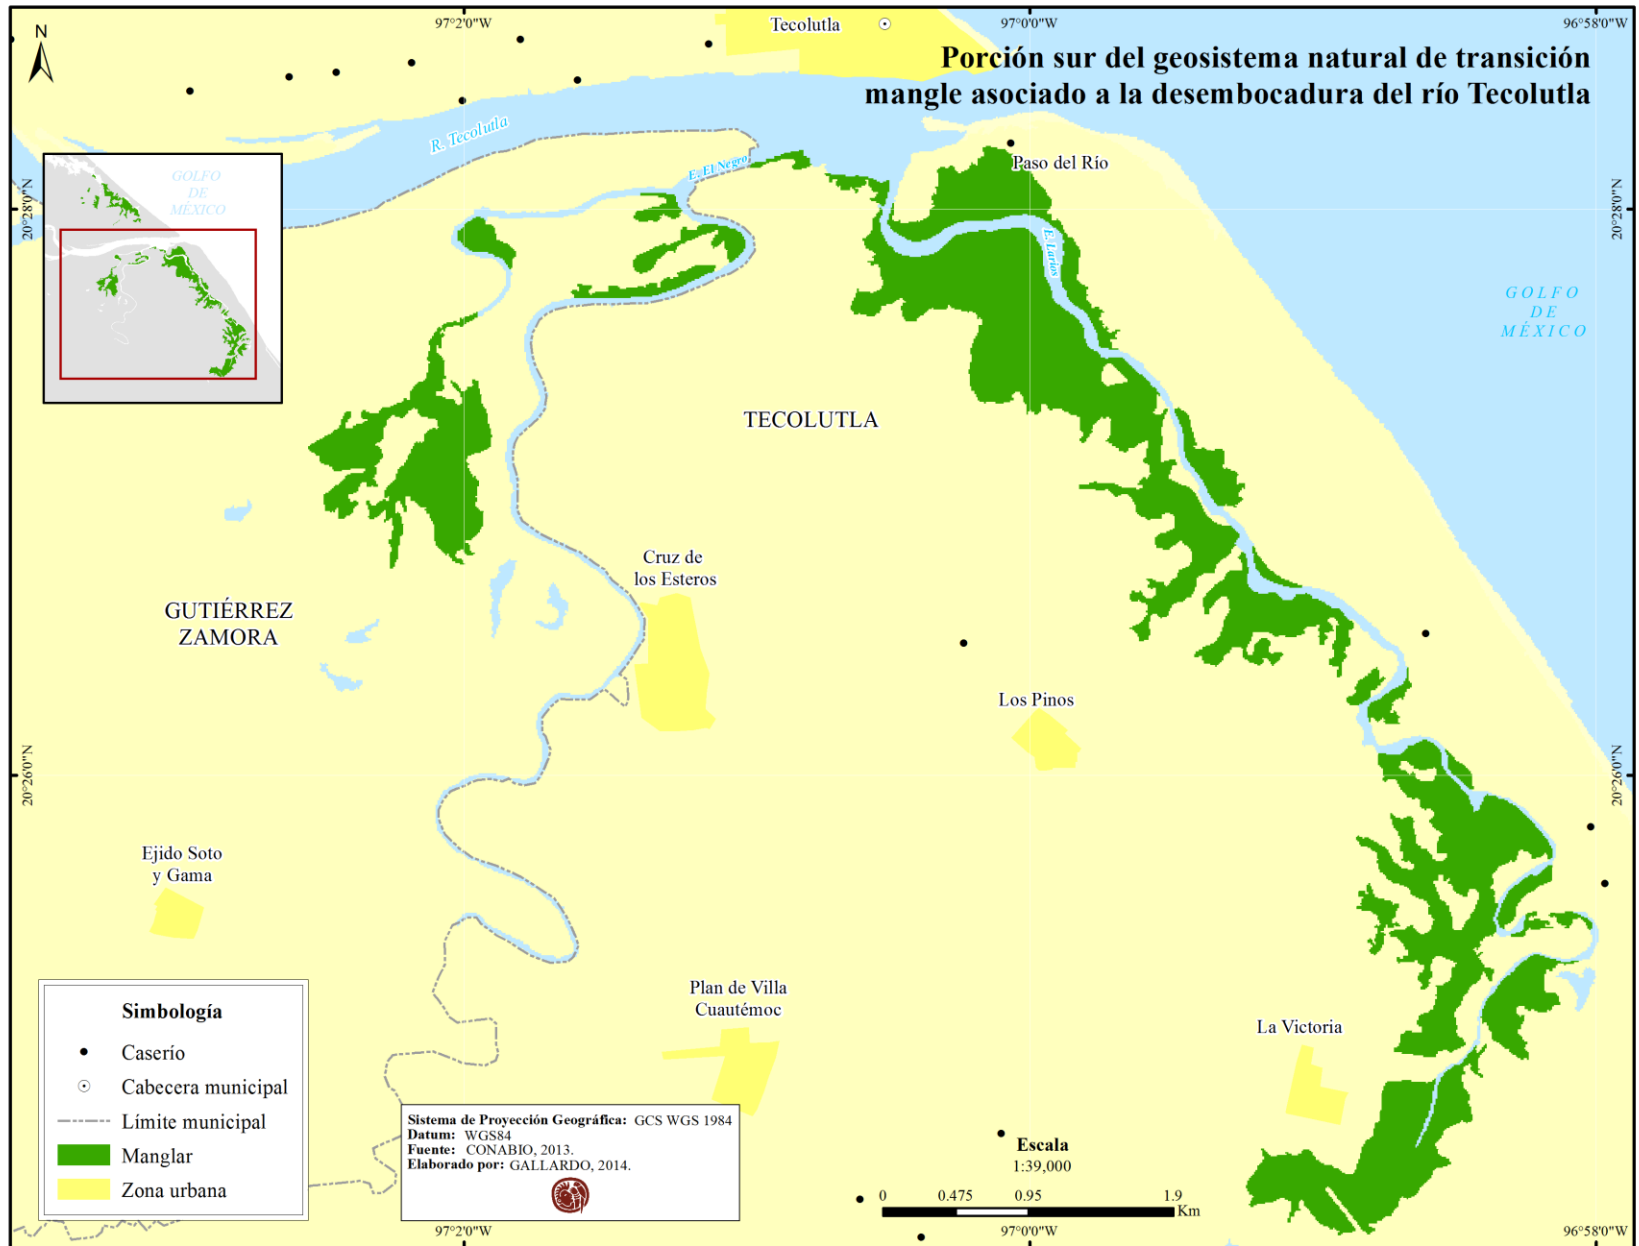 97°2'0"W
97°0'0"W
96°58'0"W
N
Tecolutla
Porción sur del geosistema natural de transición
mangle asociado a la desembocadura del río Tecolutla
R. Tecolutla
E. El Negro
Paso del Río
GOLFO
DE
MÉXICO
20°28'0"N
20°28'0"N
E. Larios
GOLFO
DE
MÉXICO
TECOLUTLA
Cruz de
los Esteros
GUTIÉRREZ
ZAMORA
Los Pinos
20°26'0"N
20°26'0"N
Ejido Soto
y Gama
Plan de Villa
Cuautémoc
La Victoria
Simbología
Caserío
Cabecera municipal
Límite municipal
Manglar
Zona urbana
Sistema de Proyección Geográfica: GCS WGS 1984
Datum: WGS84
Fuente: CONABIO, 2013.
Elaborado por: GALLARDO, 2014.
Escala
1:39,000
0 0.475 0.95 1.9
Km
97°2'0"W
97°0'0"W
96°58'0"W